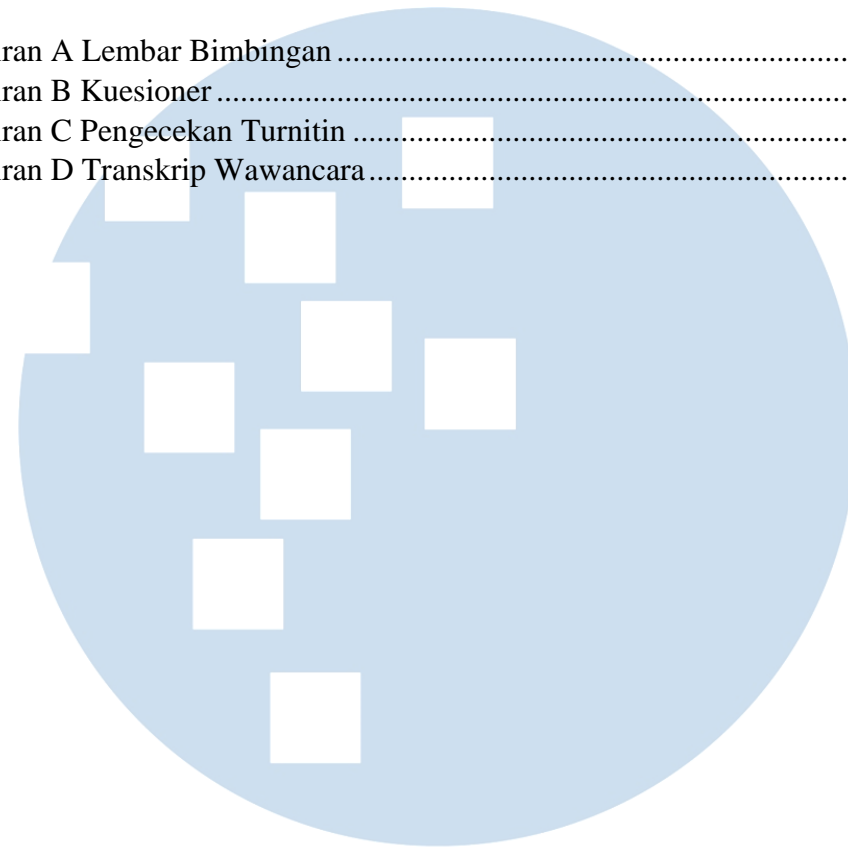 ran A Lembar Bimbingan ........................................................................................
ran B Kuesioner ........................................................................................................
ran C Pengecekan Turnitin .....................................................................................
ran D Transkrip Wawancara ...................................................................................